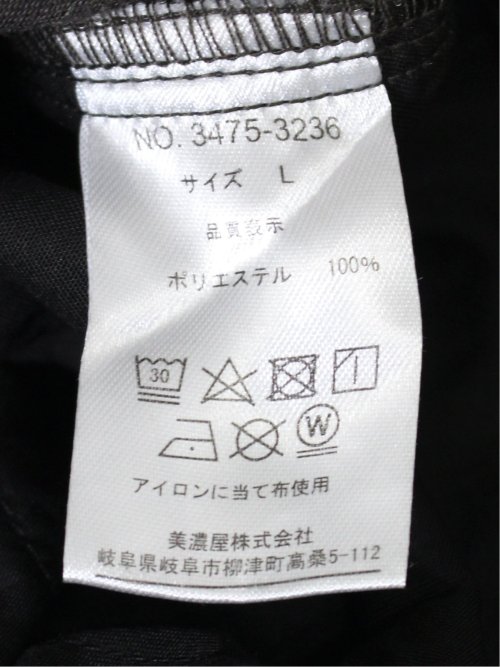 NO. 3475-3236
サイズ L
品質表示
ポリエステル 100%
30
W
アイロンに当て布使用
美濃屋株式会社
岐阜県岐阜市柳津町高桑5-112